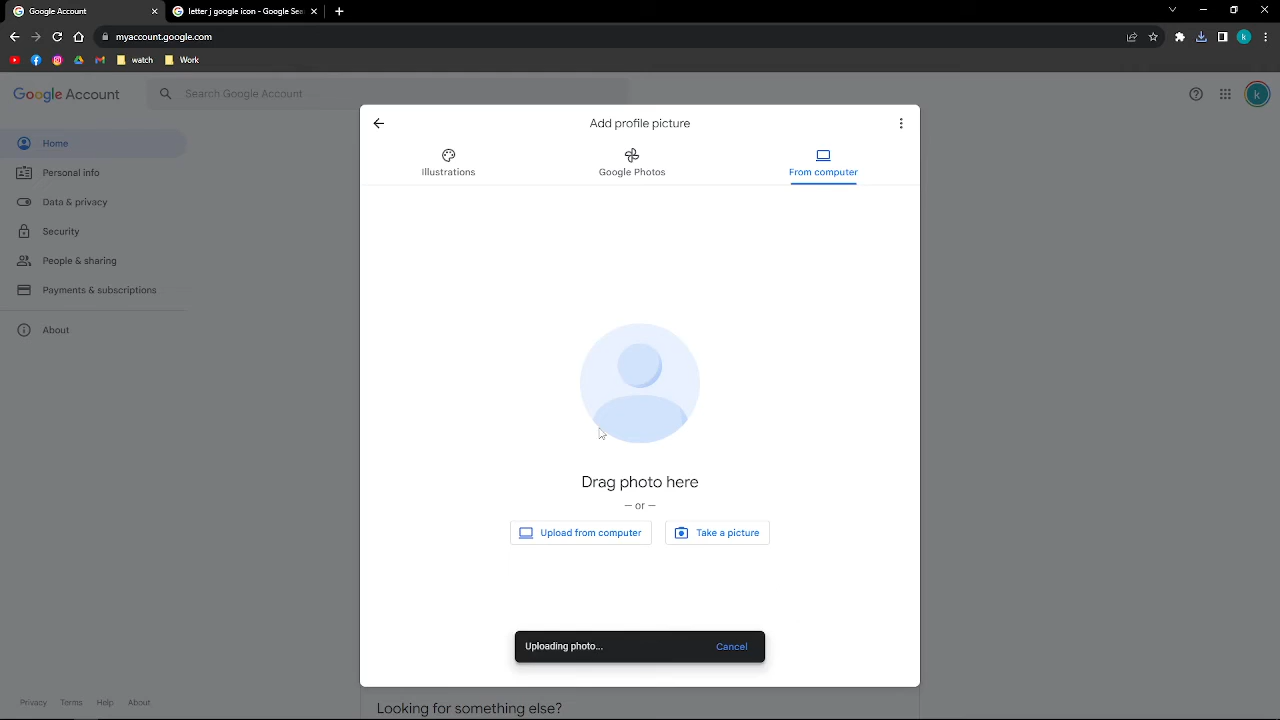 Google Account
letter j google icon - Google Sea
myaccount.google.com
watch
Work
k
Google Account
Search Google Account
k
Home
Personal info
Data & privacy
Security
People & sharing
Payments & subscriptions
About
Add profile picture
Illustrations
Google Photos
From computer
Drag photo here
— or —
Upload from computer
Take a picture
Uploading photo...
Cancel
Privacy
Terms
Help
About
Looking for something else?